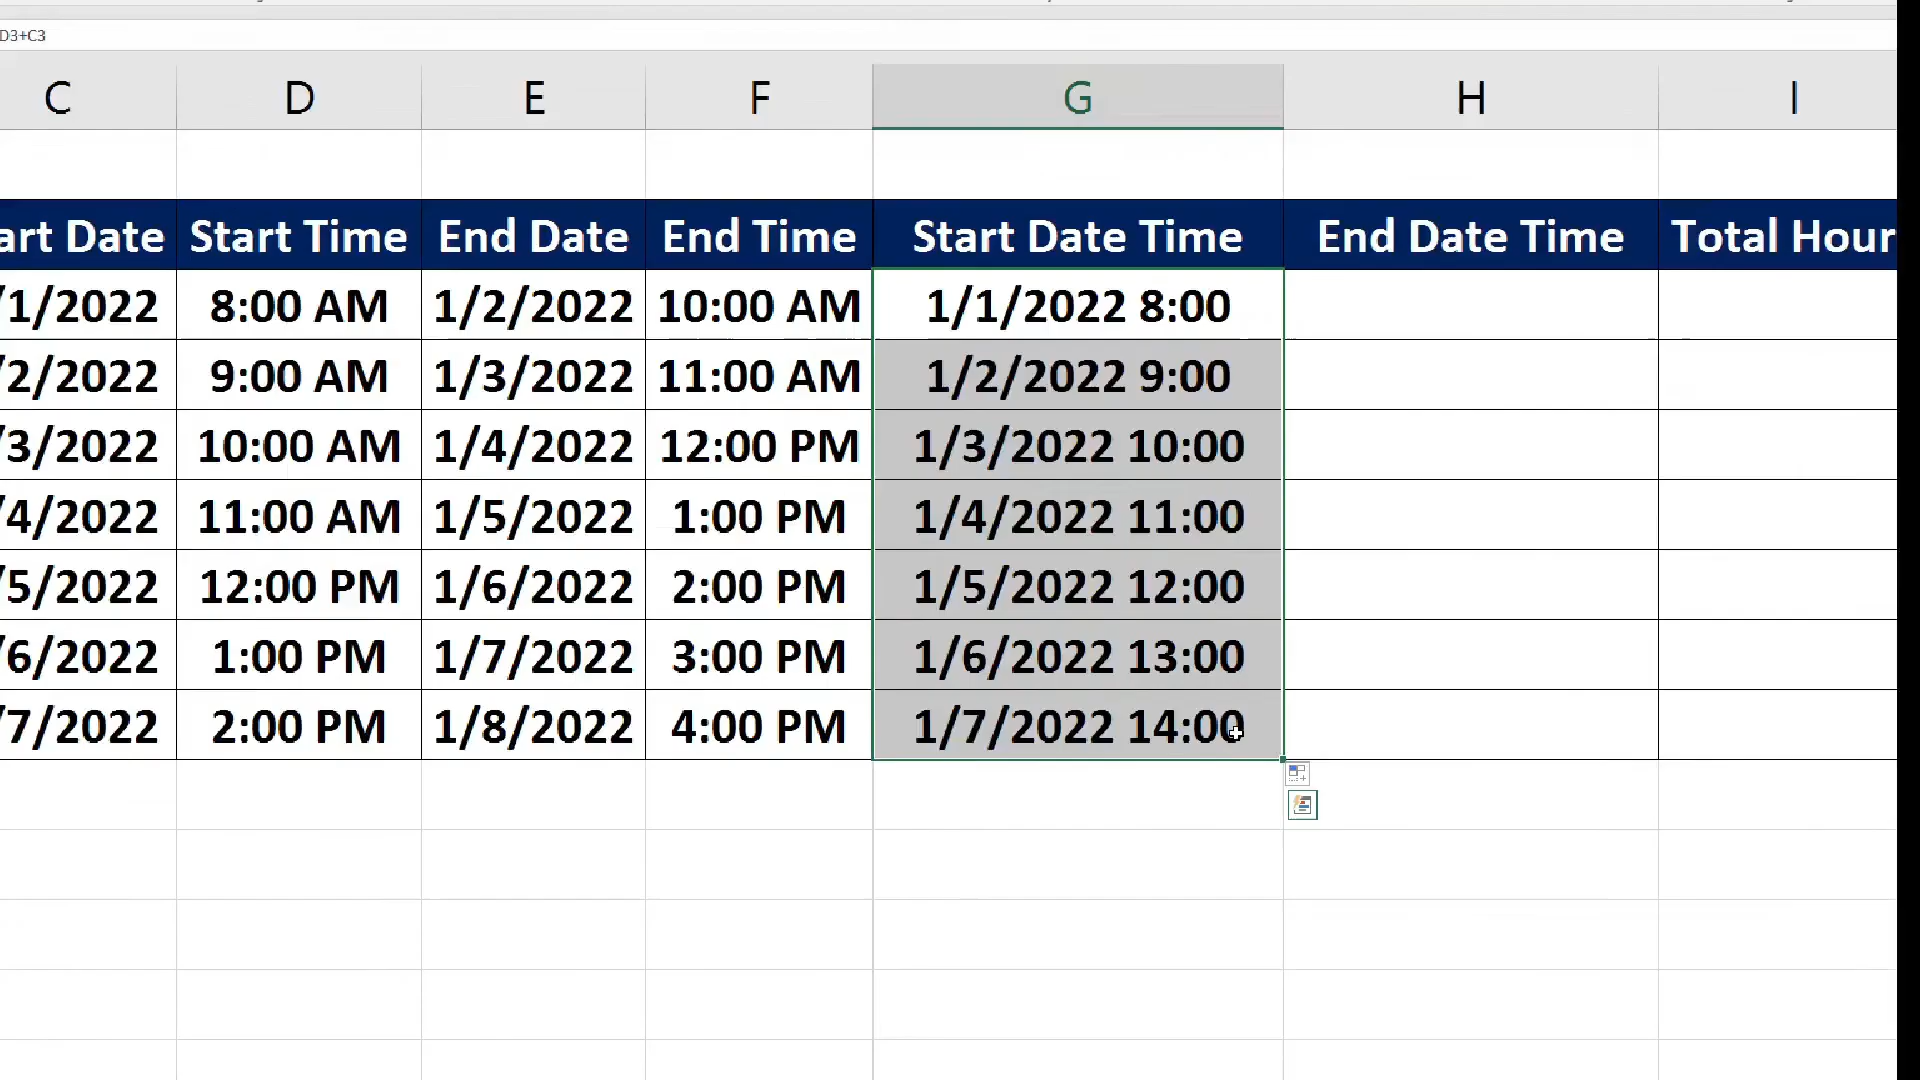 D3+C3
C D E F G H I
art Date Start Time End Date End Time Start Date Time End Date Time Total Hour
/1/2022 8:00 AM 1/2/2022 10:00 AM 1/1/2022 8:00
/2/2022 9:00 AM 1/3/2022 11:00 AM 1/2/2022 9:00
/3/2022 10:00 AM 1/4/2022 12:00 PM 1/3/2022 10:00
/4/2022 11:00 AM 1/5/2022 1:00 PM 1/4/2022 11:00
/5/2022 12:00 PM 1/6/2022 2:00 PM 1/5/2022 12:00
/6/2022 1:00 PM 1/7/2022 3:00 PM 1/6/2022 13:00
/7/2022 2:00 PM 1/8/2022 4:00 PM 1/7/2022 14:00